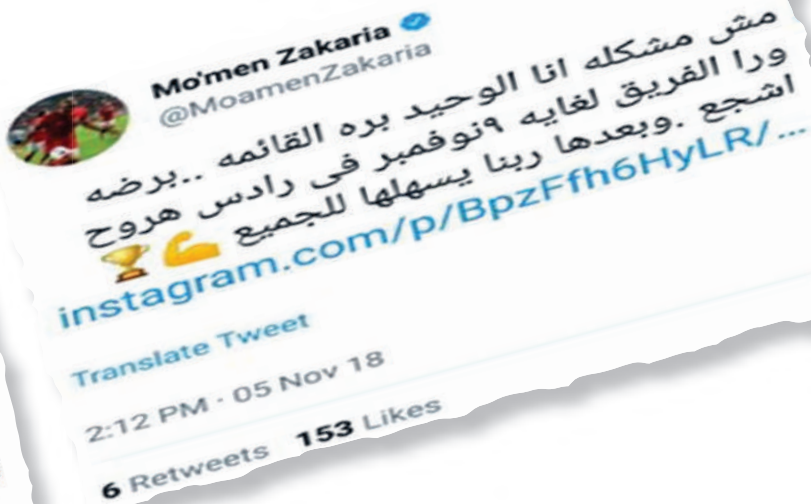 Mo'men Zakaria
@MoamenZakaria
مش مشكله انا الوحيد بره القائمه ..برضه
ورا الفريق لغايه ٩نوفمبر فى رادس هروح
اشجع .وبعدها ربنا يسهلها للجميع 💪🏆
instagram.com/p/BpzFfh6HyLR/...
Translate Tweet
2:12 PM · 05 Nov 18
6 Retweets 153 Likes